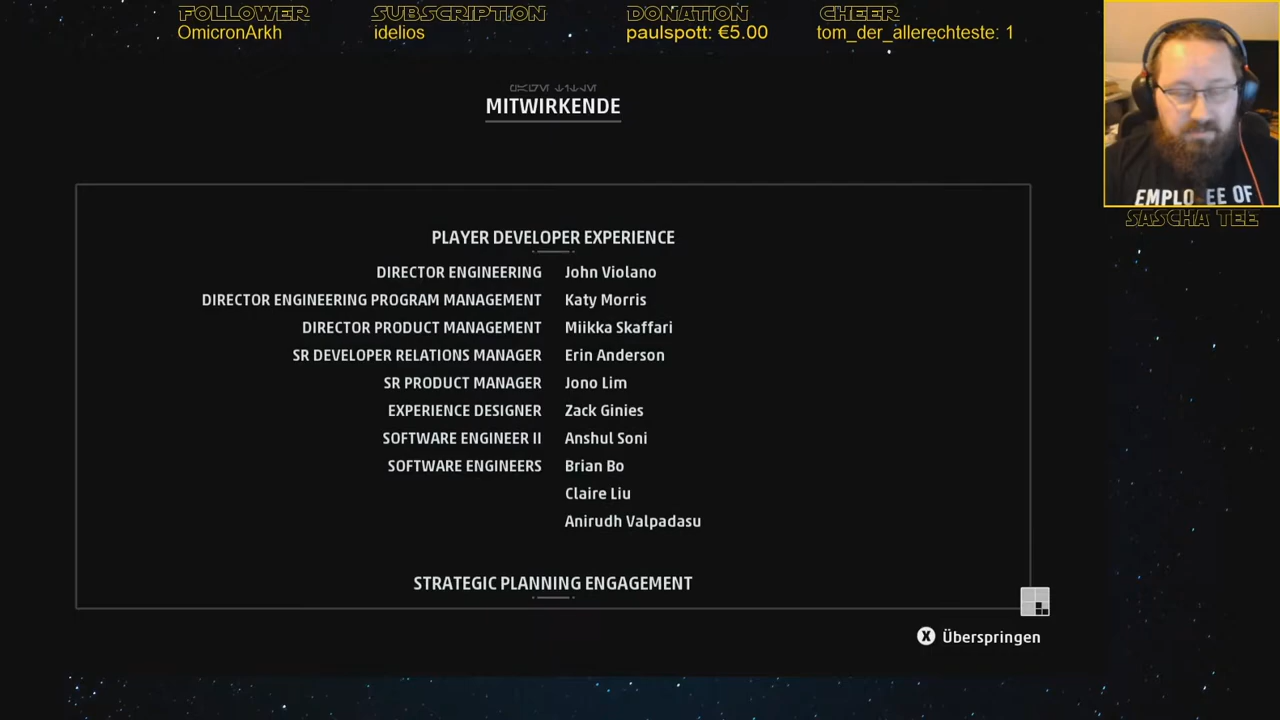 FOLLOWER SUBSCRIPTION DONATION CHEER
OmicronArkh idelios paulspott: €5.00 tom_der_allerechteste: 1
MITWIRKENDE
EMPLO EE OF
SASCHA TEE
PLAYER DEVELOPER EXPERIENCE
DIRECTOR ENGINEERING John Violano
DIRECTOR ENGINEERING PROGRAM MANAGEMENT Katy Morris
DIRECTOR PRODUCT MANAGEMENT Miikka Skaffari
SR DEVELOPER RELATIONS MANAGER Erin Anderson
SR PRODUCT MANAGER Jono Lim
EXPERIENCE DESIGNER Zack Ginies
SOFTWARE ENGINEER II Anshul Soni
SOFTWARE ENGINEERS Brian Bo
Claire Liu
Anirudh Valpadasu
STRATEGIC PLANNING ENGAGEMENT
X Überspringen